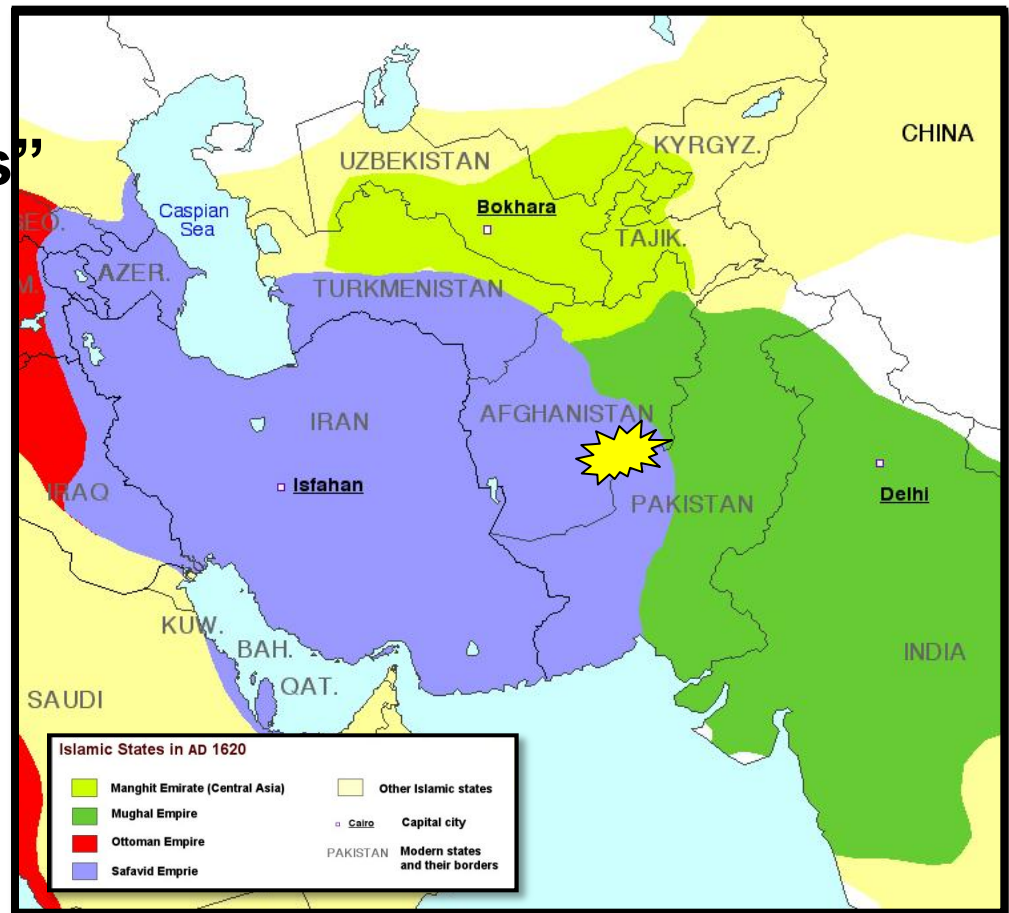 s”
CHINA
KYRGYZ.
UZBEKISTAN
Bokhara
Caspian
Sea
GEO.
TAJIK.
AZER.
M.
TURKMENISTAN
IRAN
AFGHANISTAN
Isfahan
Delhi
IRAQ
PAKISTAN
KUW.
BAH.
INDIA
QAT.
SAUDI
Islamic States in AD 1620
Manghit Emirate (Central Asia)
Mughal Empire
Ottoman Empire
Safavid Emprie
Other Islamic states
Cairo Capital city
PAKISTAN Modern states
and their borders